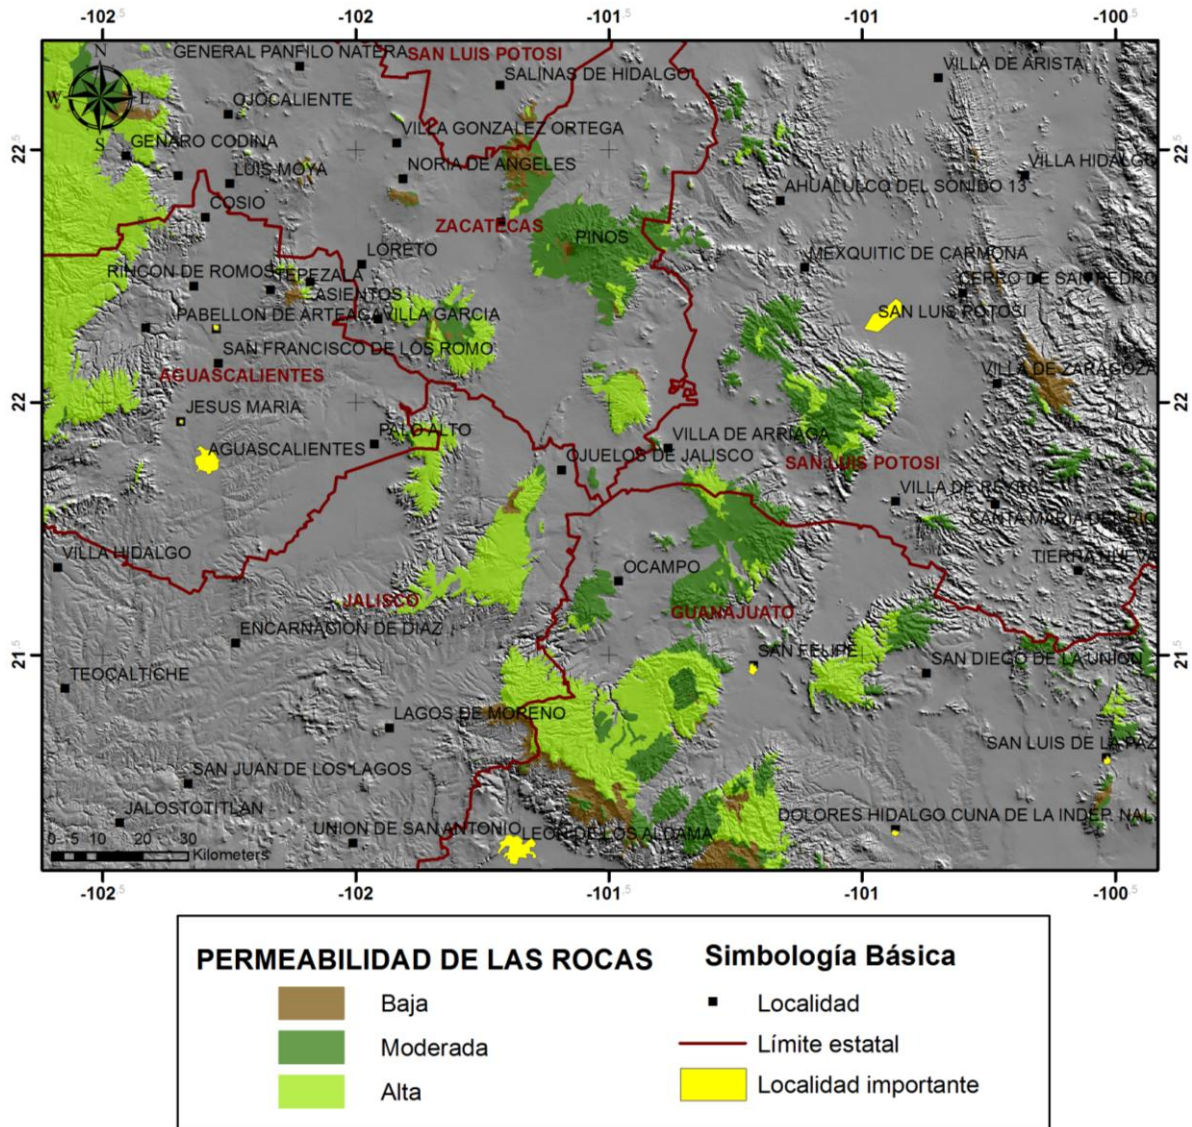 -102.5 -102 -101.5 -101 -100.5
N
W E
S
22.5
22
21.5
22.5
22
21.5
GENERAL PANFILO NATERA
SAN LUIS POTOSI
SALINAS DE HIDALGO
VILLA DE ARISTA
OJOCALIENTE
VILLA GONZALEZ ORTEGA
GENARO CODINA
NORIA DE ANGELES
VILLA HIDALGO
LUIS MOYA
AHUALULCO DEL SONIDO 13
COSIO
ZACATECAS
PINOS
LORETO
MEXQUITIC DE CARMONA
RINCON DE ROMOS
TEPEZALA
CERRO DE SAN PEDRO
ASIENTOS
PABELLON DE ARTEAGA
VILLA GARCIA
SAN LUIS POTOSI
SAN FRANCISCO DE LOS ROMO
AGUASCALIENTES
VILLA DE ZARAGOZA
JESUS MARIA
PALO ALTO
VILLA DE ARRIAGA
AGUASCALIENTES
OJUELOS DE JALISCO
SAN LUIS POTOSI
VILLA DE REYES
SANTA MARIA DEL RIO
VILLA HIDALGO
OCAMPO
TIERRA NUEVA
JALISCO
GUANAJUATO
ENCARNACION DE DIAZ
SAN FELIPE
SAN DIEGO DE LA UNION
TEOCALTICHE
LAGOS DE MORENO
SAN LUIS DE LA PAZ
SAN JUAN DE LOS LAGOS
JALOSTOTITLAN
DOLORES HIDALGO CUNA DE LA INDEP. NAL.
UNION DE SAN ANTONIO
LEON DE LOS ALDAMA
0 5 10 20 30
Kilometers
-102.5 -102 -101.5 -101 -100.5
PERMEABILIDAD DE LAS ROCAS
Baja
Moderada
Alta
Simbología Básica
Localidad
Límite estatal
Localidad importante